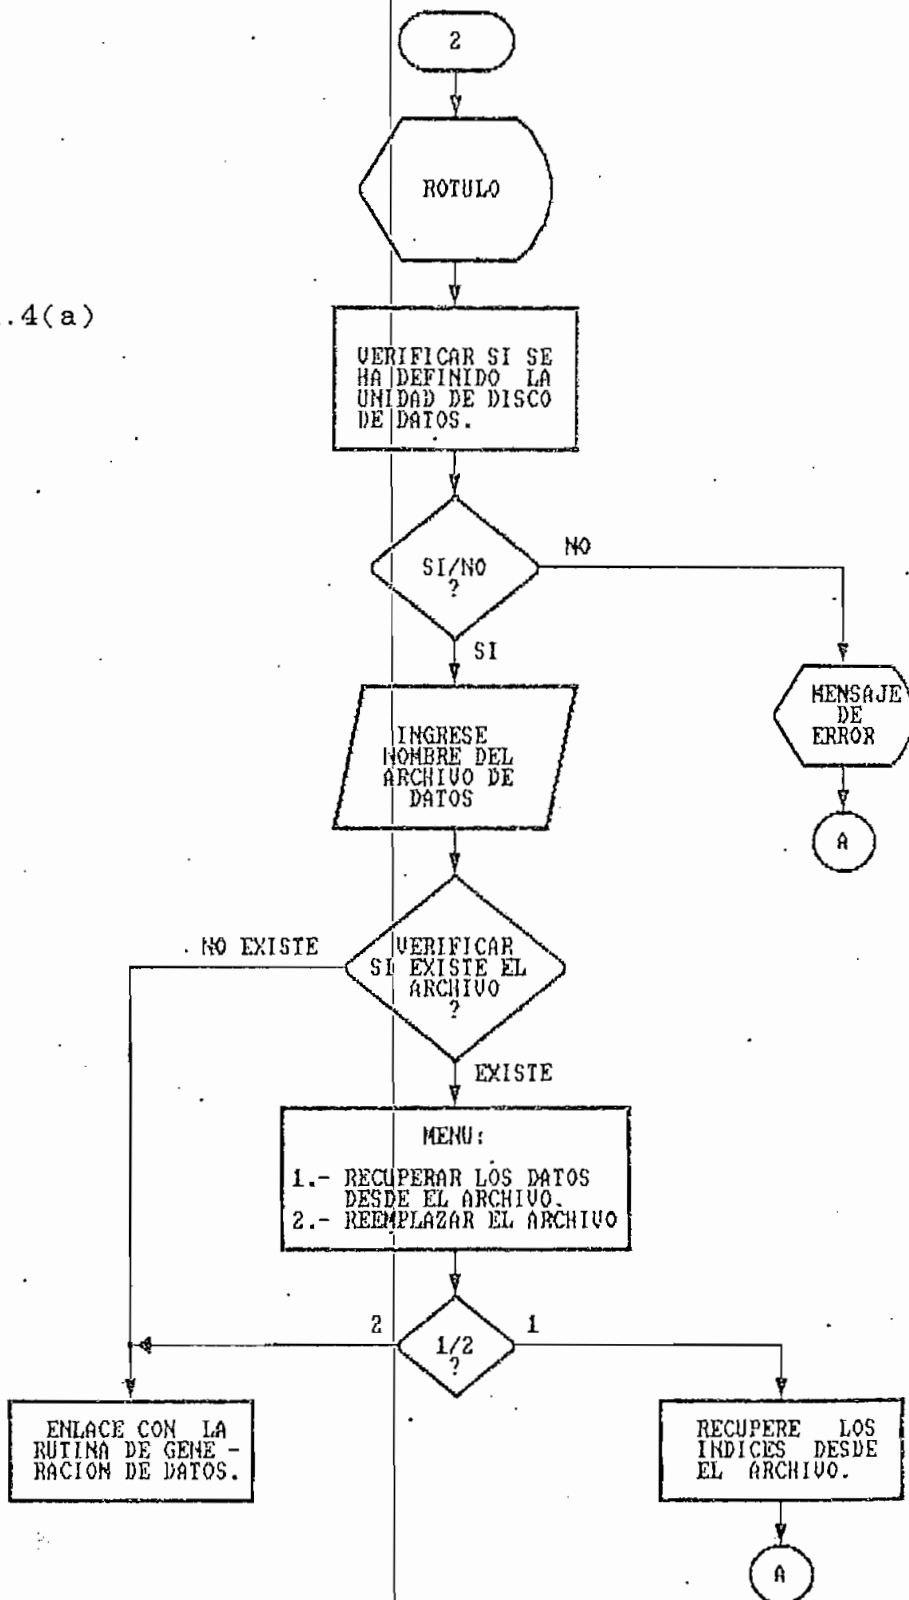 2
ROTULO
.4(a)
VERIFICAR SI SE
HA DEFINIDO LA
UNIDAD DE DISCO
DE DATOS.
SI/NO
?
NO
SI
MENSAJE
DE
ERROR
A
INGRESE
NOMBRE DEL
ARCHIVO DE
DATOS
NO EXISTE
VERIFICAR
SI EXISTE EL
ARCHIVO
?
EXISTE
MENU:
1.- RECUPERAR LOS DATOS
DESDE EL ARCHIVO.
2.- REEMPLAZAR EL ARCHIVO
2
1/2
?
1
ENLACE CON LA
RUTINA DE GENE -
RACION DE DATOS.
RECUPERE LOS
INDICES DESDE
EL ARCHIVO.
A